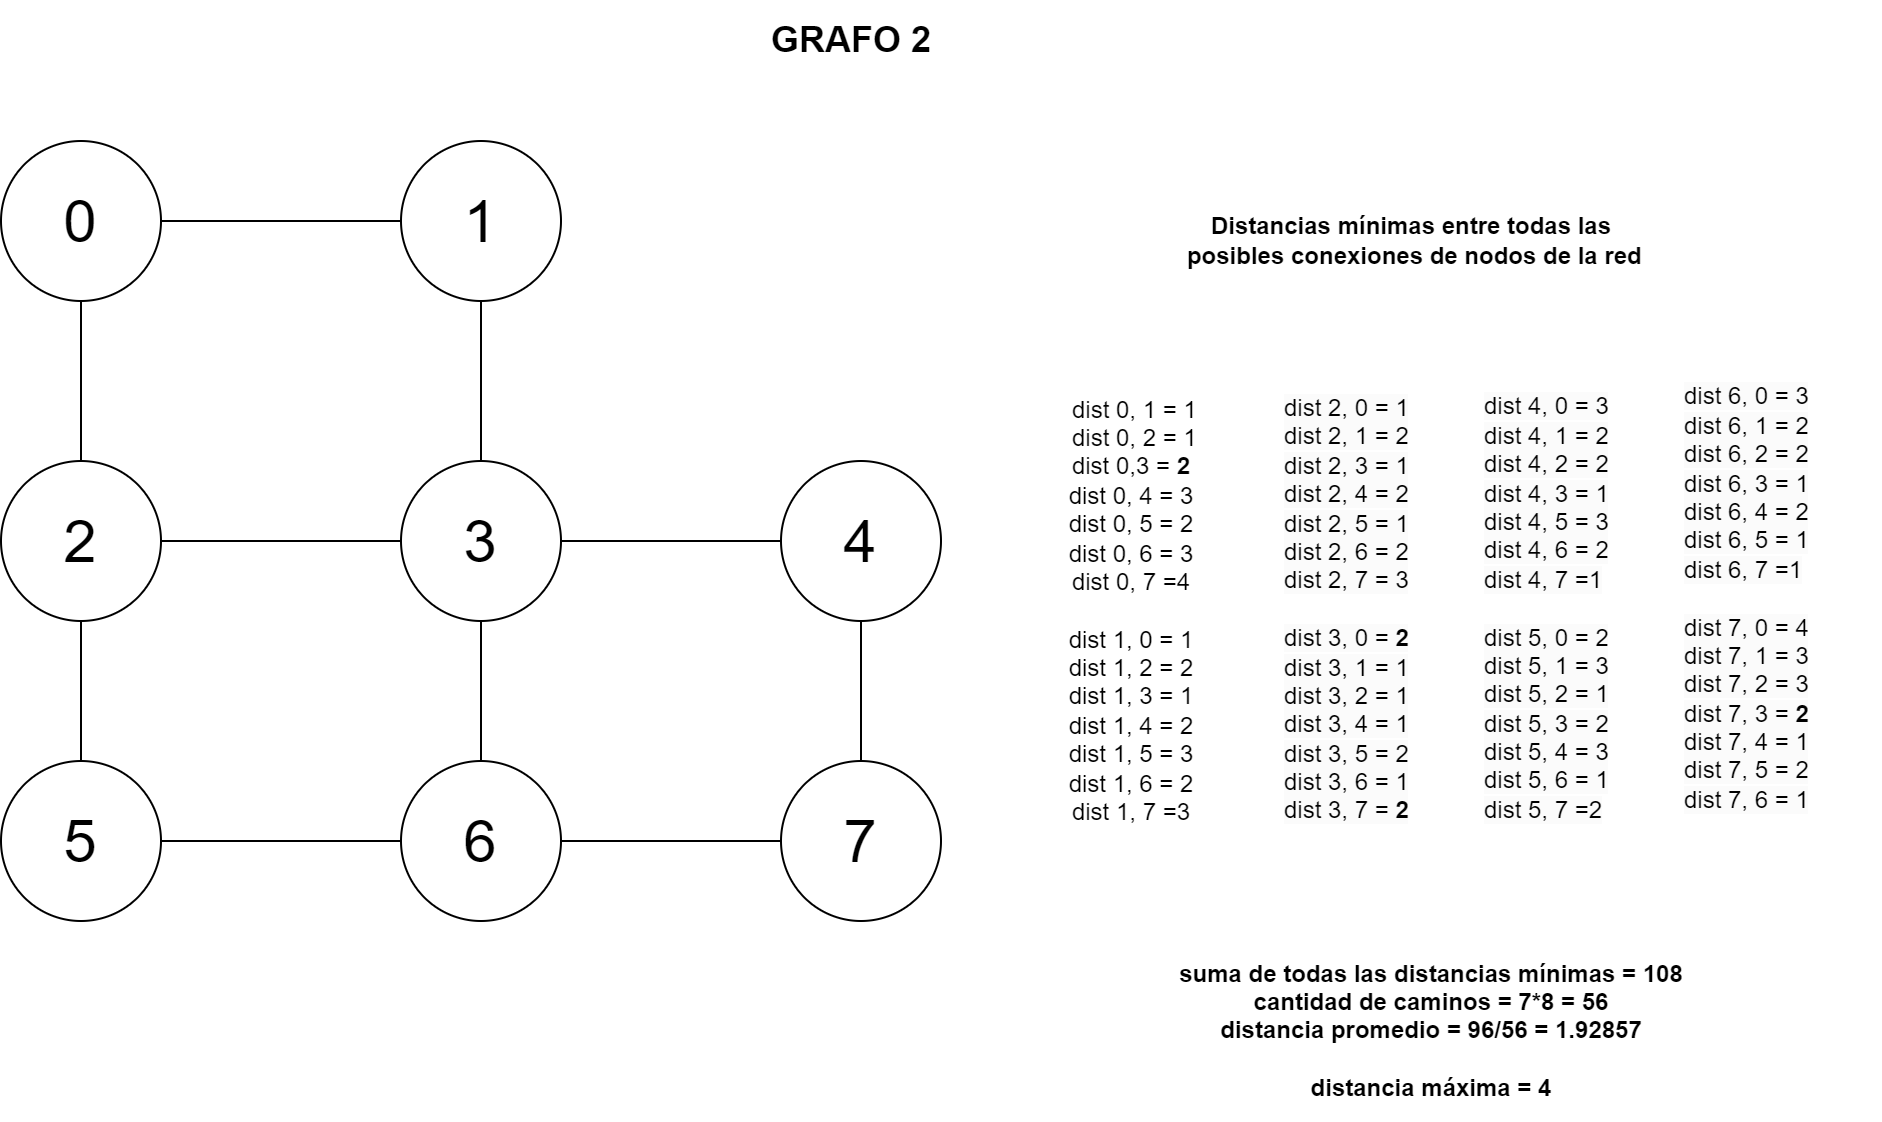 GRAFO 2
0
1
2
3
4
5
6
7
Distancias mínimas entre todas las
posibles conexiones de nodos de la red
dist 0, 1 = 1
dist 0, 2 = 1
dist 0,3 = 2
dist 0, 4 = 3
dist 0, 5 = 2
dist 0, 6 = 3
dist 0, 7 =4
dist 1, 0 = 1
dist 1, 2 = 2
dist 1, 3 = 1
dist 1, 4 = 2
dist 1, 5 = 3
dist 1, 6 = 2
dist 1, 7 =3
dist 2, 0 = 1
dist 2, 1 = 2
dist 2, 3 = 1
dist 2, 4 = 2
dist 2, 5 = 1
dist 2, 6 = 2
dist 2, 7 = 3
dist 3, 0 = 2
dist 3, 1 = 1
dist 3, 2 = 1
dist 3, 4 = 1
dist 3, 5 = 2
dist 3, 6 = 1
dist 3, 7 = 2
dist 4, 0 = 3
dist 4, 1 = 2
dist 4, 2 = 2
dist 4, 3 = 1
dist 4, 5 = 3
dist 4, 6 = 2
dist 4, 7 =1
dist 5, 0 = 2
dist 5, 1 = 3
dist 5, 2 = 1
dist 5, 3 = 2
dist 5, 4 = 3
dist 5, 6 = 1
dist 5, 7 =2
dist 6, 0 = 3
dist 6, 1 = 2
dist 6, 2 = 2
dist 6, 3 = 1
dist 6, 4 = 2
dist 6, 5 = 1
dist 6, 7 =1
dist 7, 0 = 4
dist 7, 1 = 3
dist 7, 2 = 3
dist 7, 3 = 2
dist 7, 4 = 1
dist 7, 5 = 2
dist 7, 6 = 1
suma de todas las distancias mínimas = 108
cantidad de caminos = 7*8 = 56
distancia promedio = 96/56 = 1.92857
distancia máxima = 4